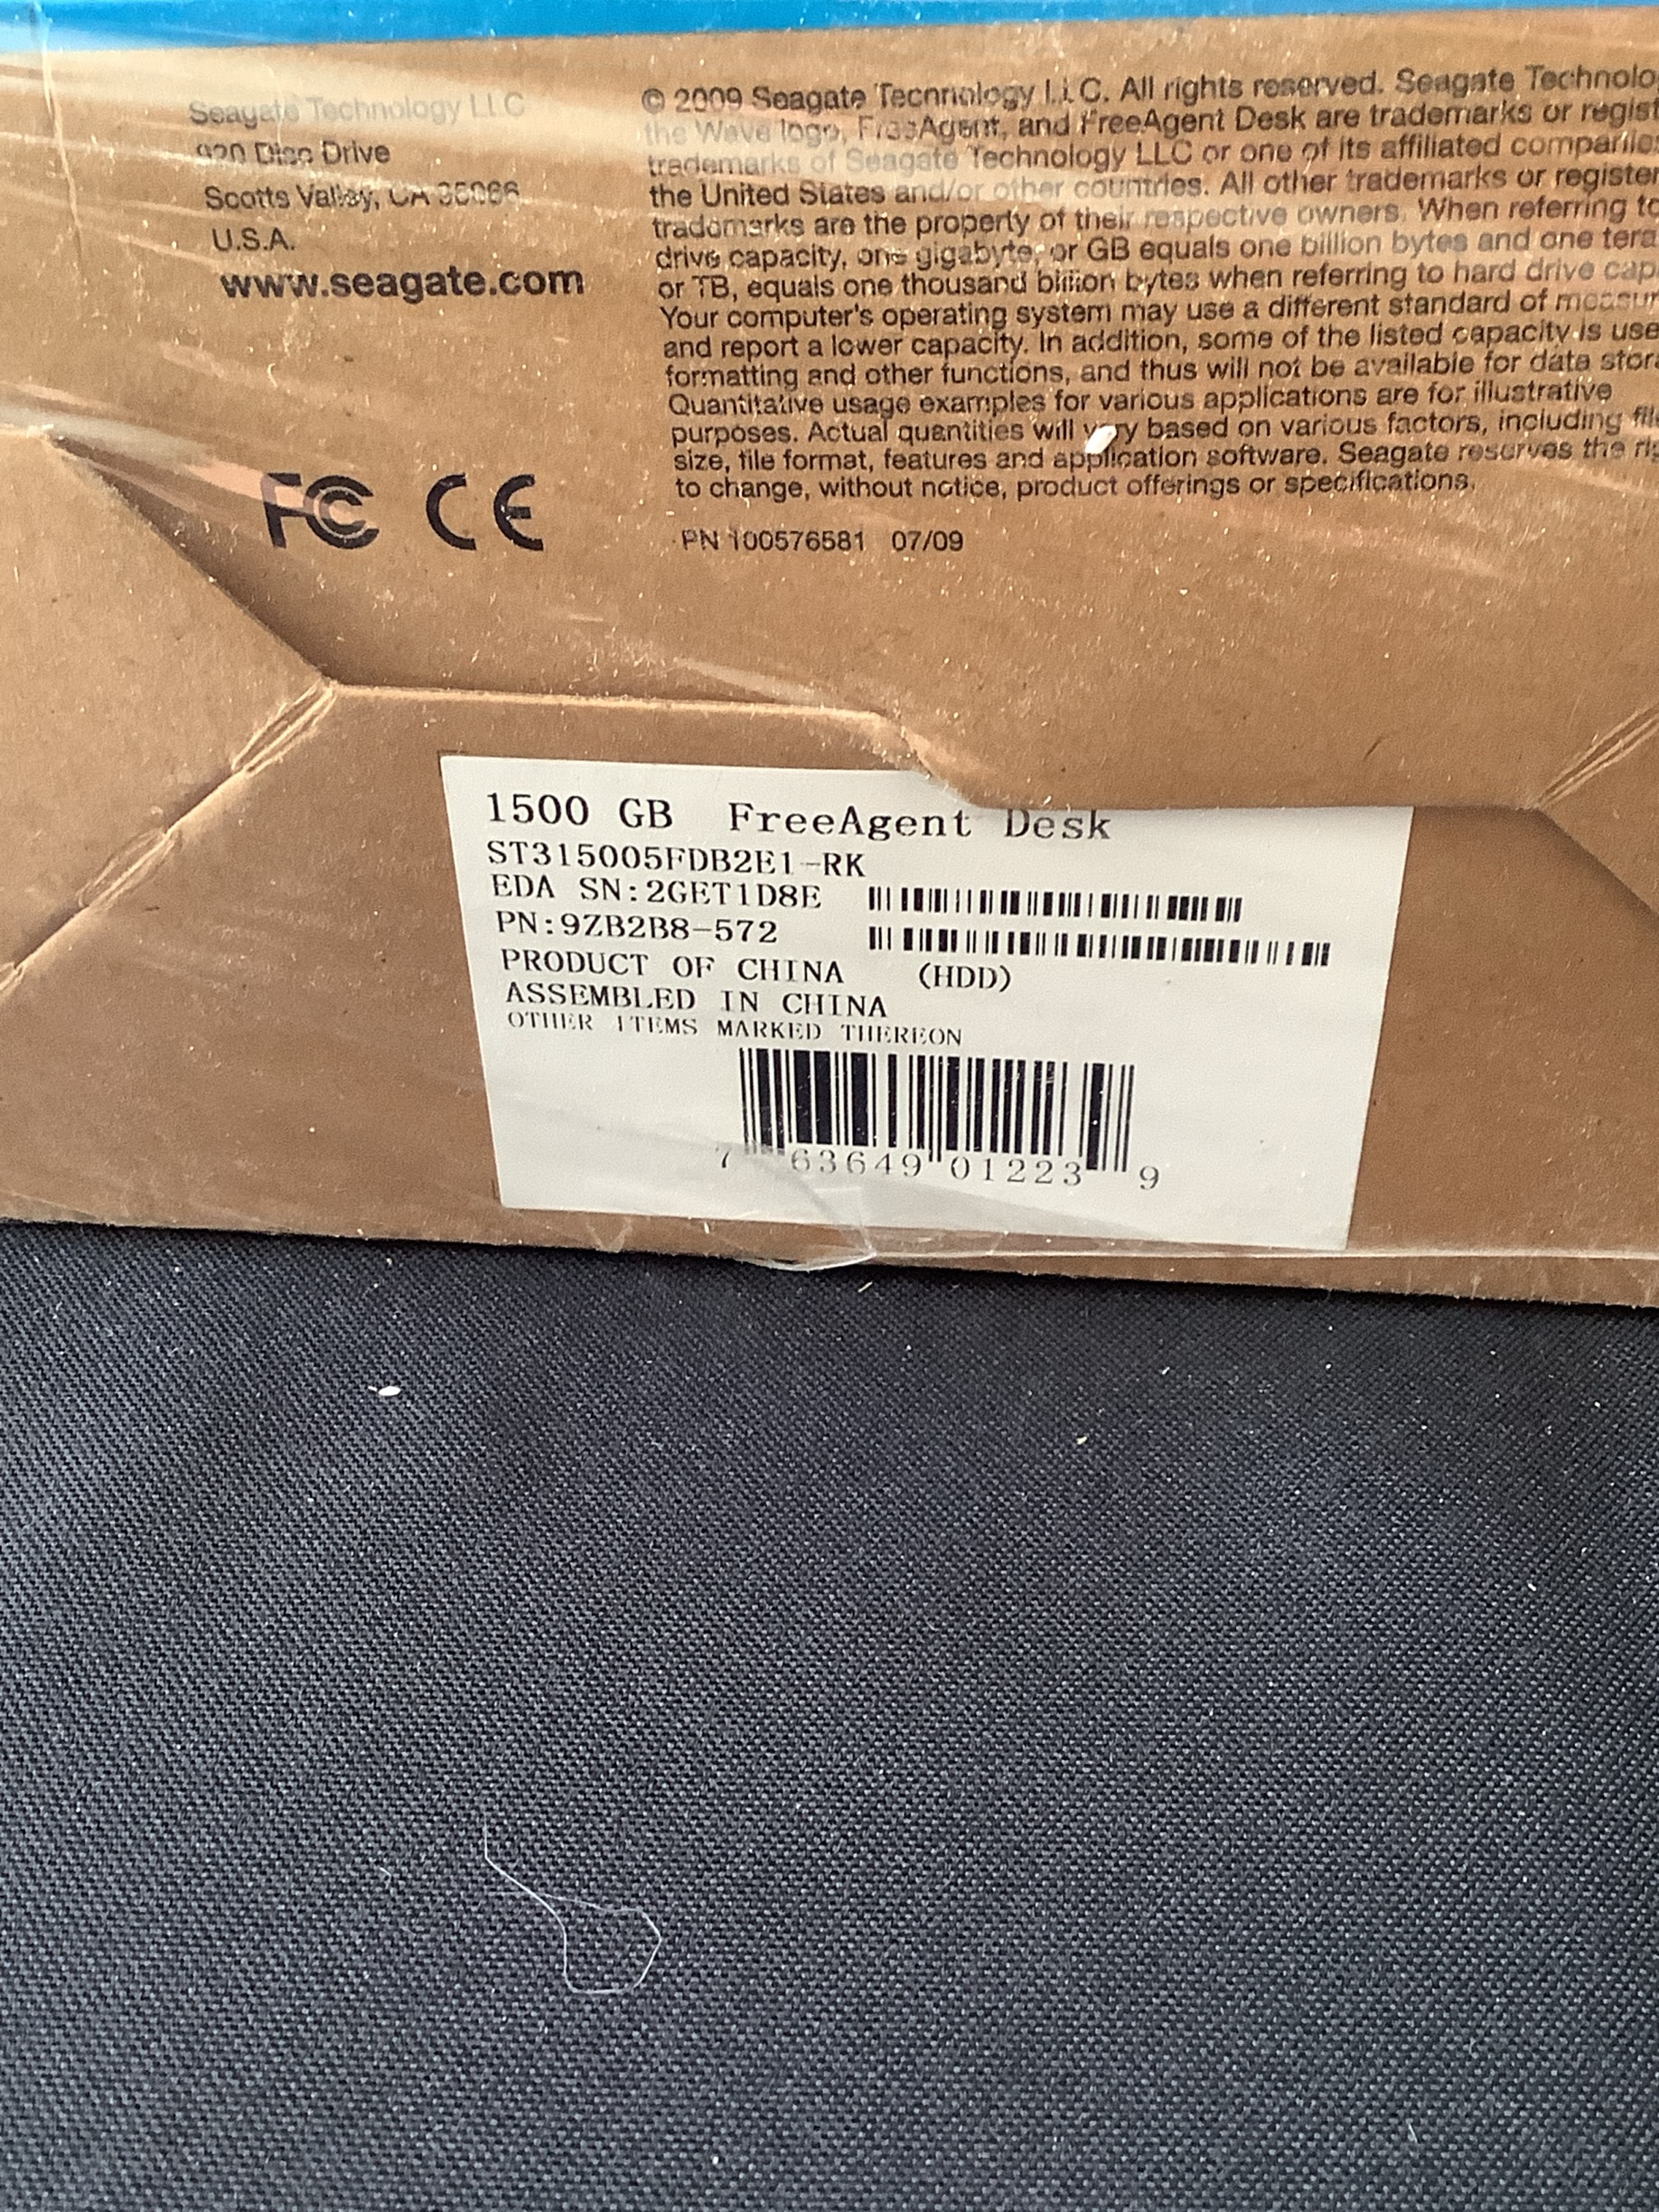 Seagate Technology LLC
920 Disc Drive
Scotts Valley, CA
U.S.A.
www.seagate.com
FC CE
© 2009 Seagate Technology LLC. All rights reserved. Seagate Technolo
the Wave logo, FreeAgent, and FreeAgent Desk are trademarks or regist
trademarks of Seagate Technology LLC or one of its affiliated companies
the United States and/or other countries. All other trademarks or register
trademarks are the property of their respective owners. When referring to
drive capacity, one gigabyte, or GB equals one billion bytes and one tera
or TB, equals one thousand billion bytes when referring to hard drive cap
Your computer's operating system may use a different standard of measur
and report a lower capacity. In addition, some of the listed capacity is use
formatting and other functions, and thus will not be available for data stor
Quantitative usage examples for various applications are for illustrative
purposes. Actual quantities will vary based on various factors, including file
size, file format, features and application software. Seagate reserves the rig
to change, without notice, product offerings or specifications.
PN 100576581 07/09
1500 GB FreeAgent Desk
ST315005FDB2E1-RK
EDA SN:2GET1D8E
PN:9ZB2B8-572
PRODUCT OF CHINA (HDD)
ASSEMBLED IN CHINA
OTHER ITEMS MARKED THEREON
7 63649 01223 9